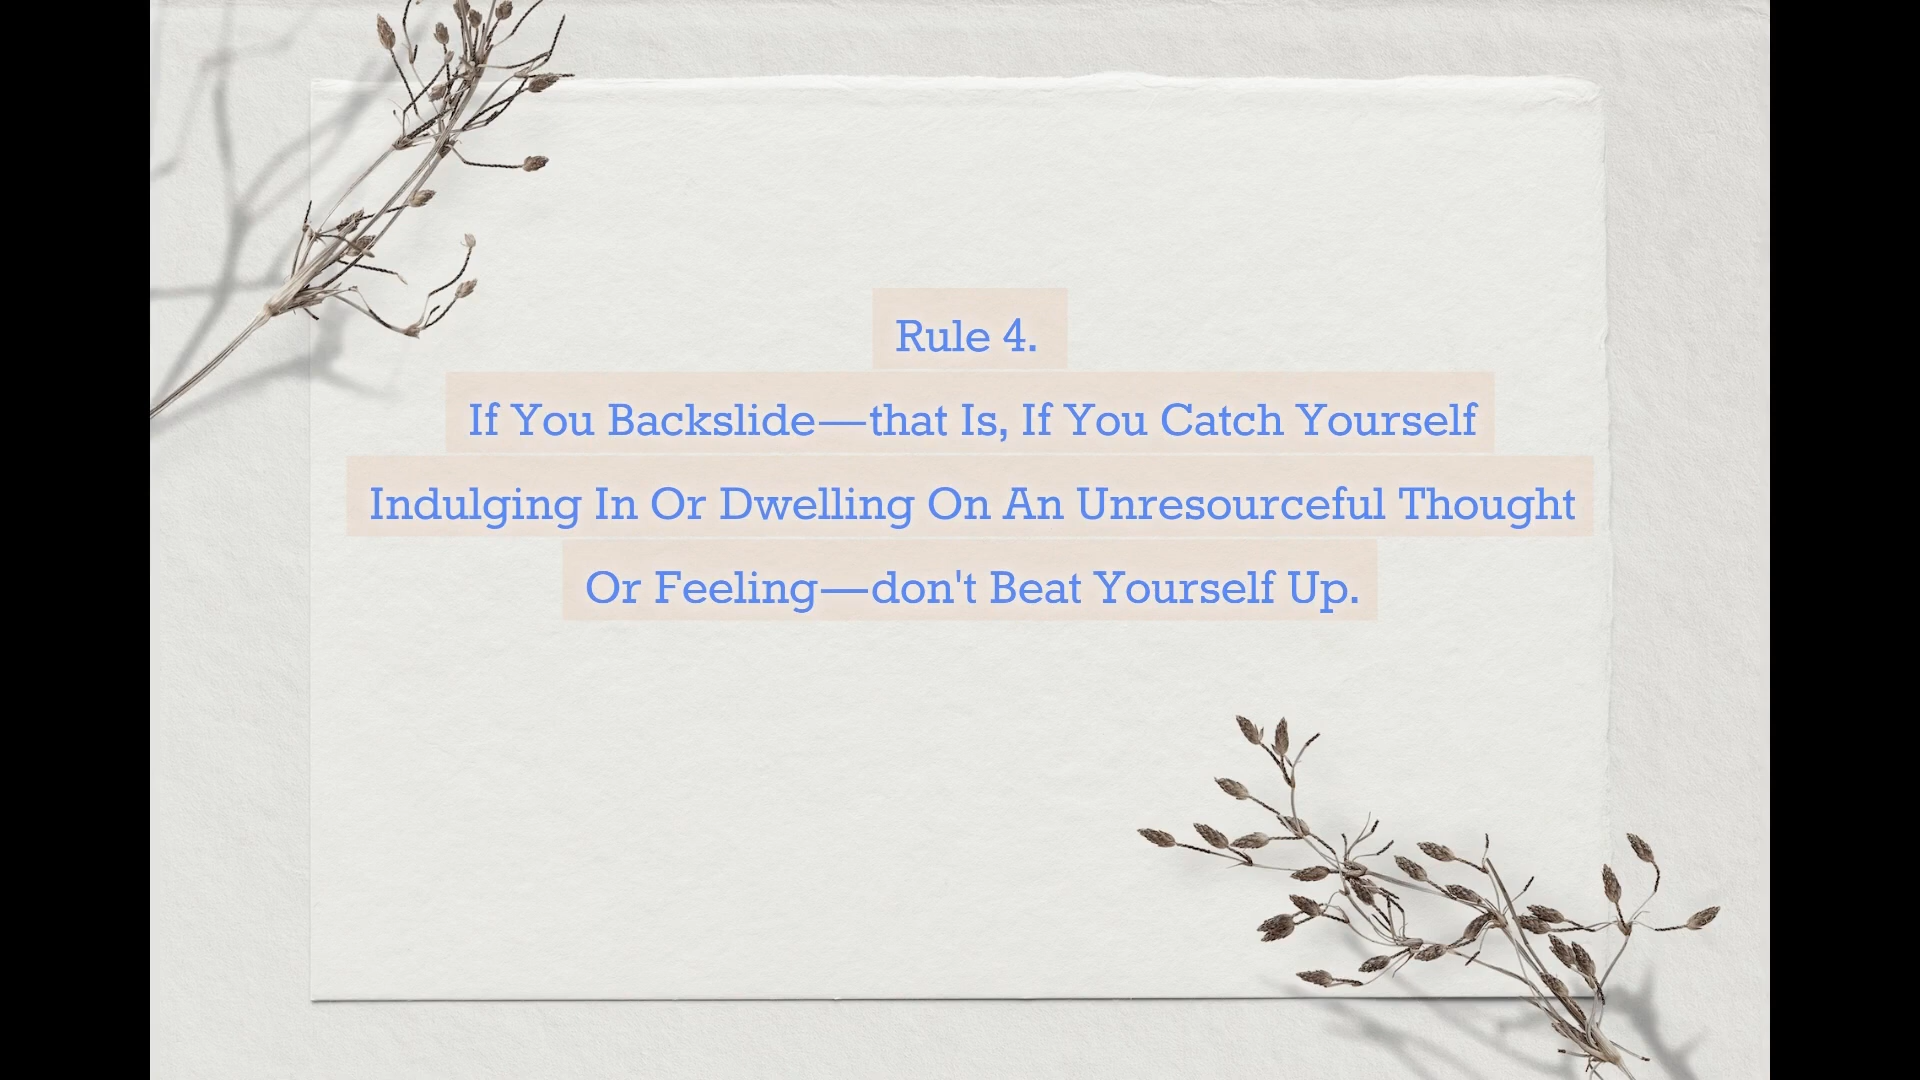 Rule 4.
If You Backslide—that Is, If You Catch Yourself
Indulging In Or Dwelling On An Unresourceful Thought
Or Feeling—don't Beat Yourself Up.